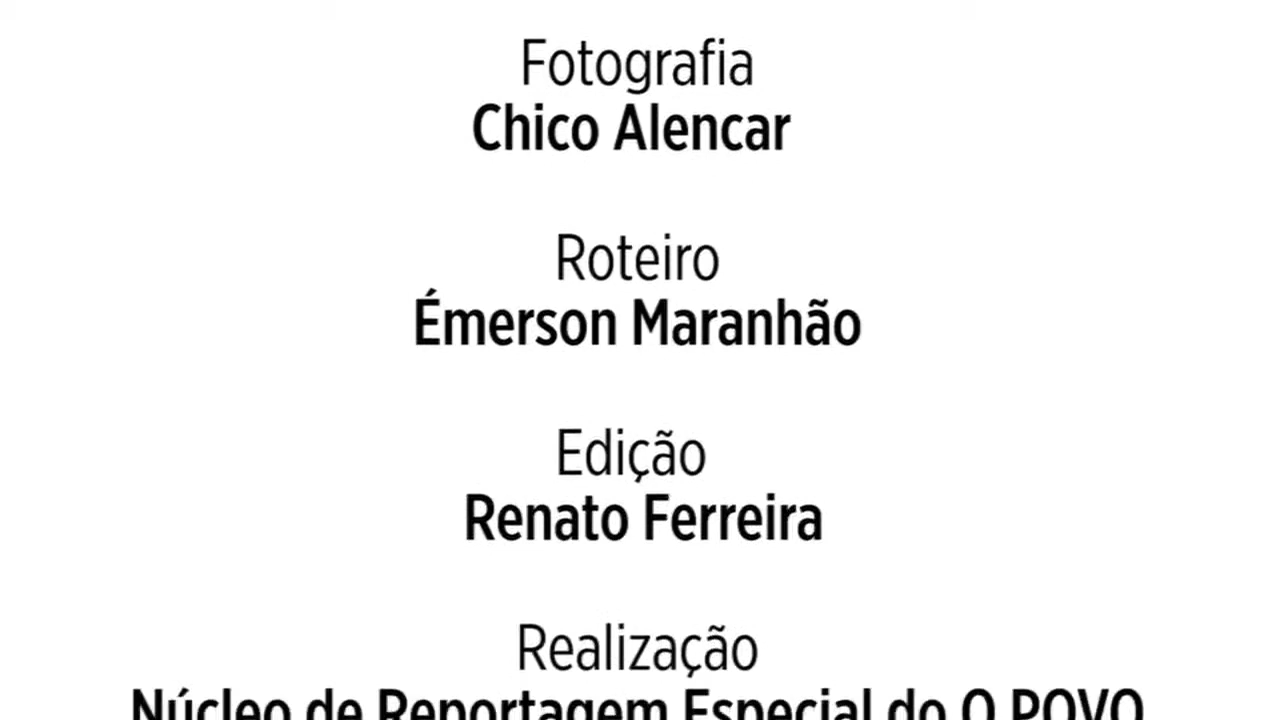 Fotografia
Chico Alencar
Roteiro
Émerson Maranhão
Edição
Renato Ferreira
Realização
Núcleo de Reportagem Especial do O POVO